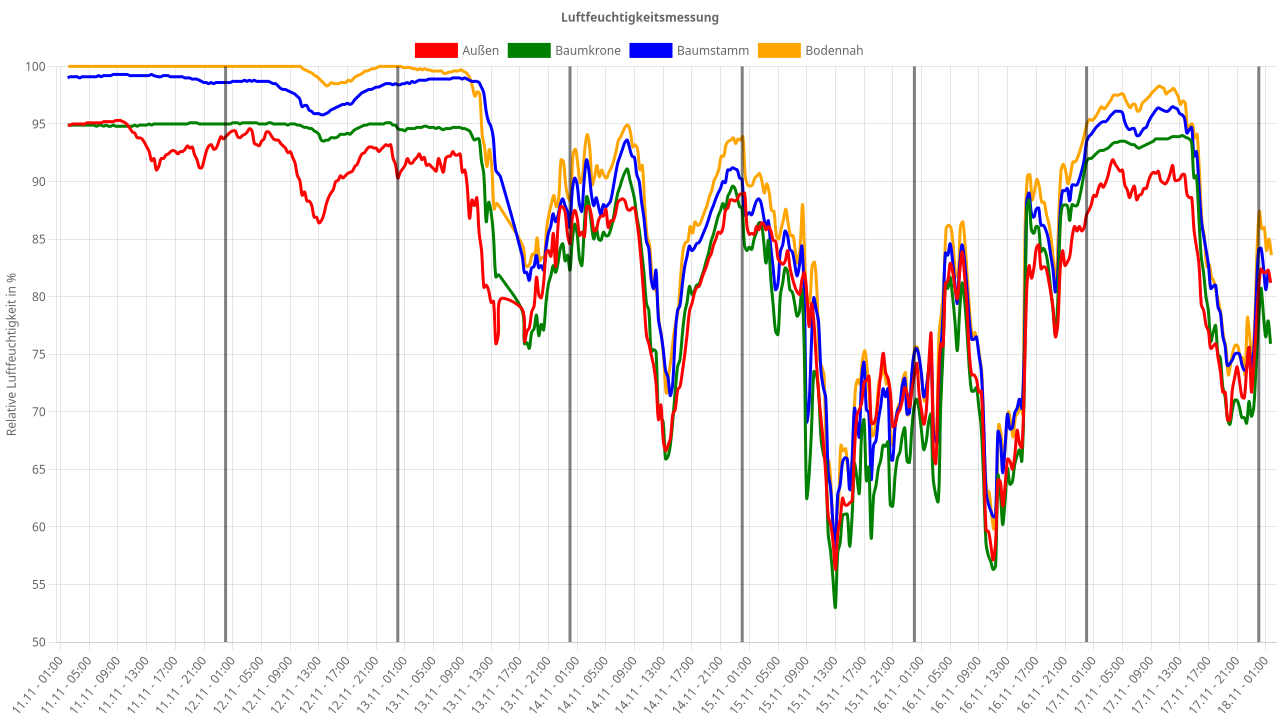 Luftfeuchtigkeitsmessung
Außen
Baumkrone
Baumstamm
Bodennah
Relative Luftfeuchtigkeit in %
100
95
90
85
80
75
70
65
60
55
50
11.11 - 01:00
11.11 - 05:00
11.11 - 09:00
11.11 - 13:00
11.11 - 17:00
11.11 - 21:00
12.11 - 01:00
12.11 - 05:00
12.11 - 09:00
12.11 - 13:00
12.11 - 17:00
12.11 - 21:00
13.11 - 01:00
13.11 - 05:00
13.11 - 09:00
13.11 - 13:00
13.11 - 17:00
13.11 - 21:00
14.11 - 01:00
14.11 - 05:00
14.11 - 09:00
14.11 - 13:00
14.11 - 17:00
14.11 - 21:00
15.11 - 01:00
15.11 - 05:00
15.11 - 09:00
15.11 - 13:00
15.11 - 17:00
15.11 - 21:00
16.11 - 01:00
16.11 - 05:00
16.11 - 09:00
16.11 - 13:00
16.11 - 17:00
16.11 - 21:00
17.11 - 01:00
17.11 - 05:00
17.11 - 09:00
17.11 - 13:00
17.11 - 17:00
17.11 - 21:00
18.11 - 01:00